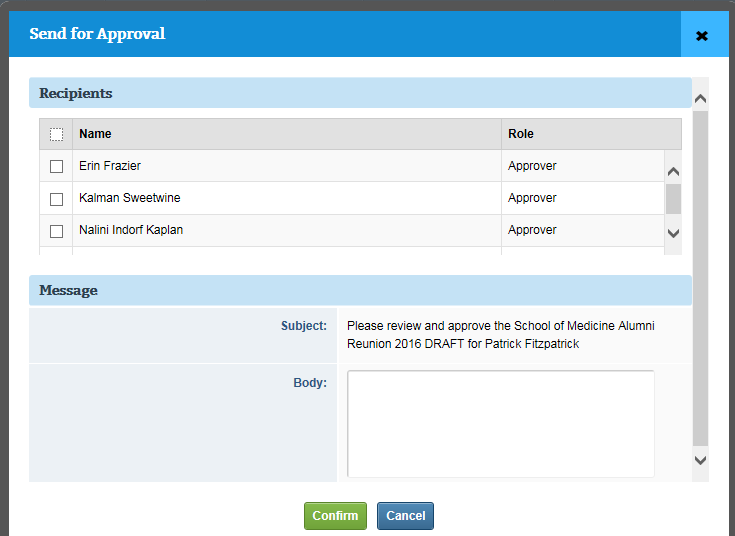 Send for Approval
Recipients
Name Role
Erin Frazier Approver
Kalman Sweetwine Approver
Nalini Indorf Kaplan Approver
Message
Subject: Please review and approve the School of Medicine Alumni
Reunion 2016 DRAFT for Patrick Fitzpatrick
Body:
Confirm Cancel